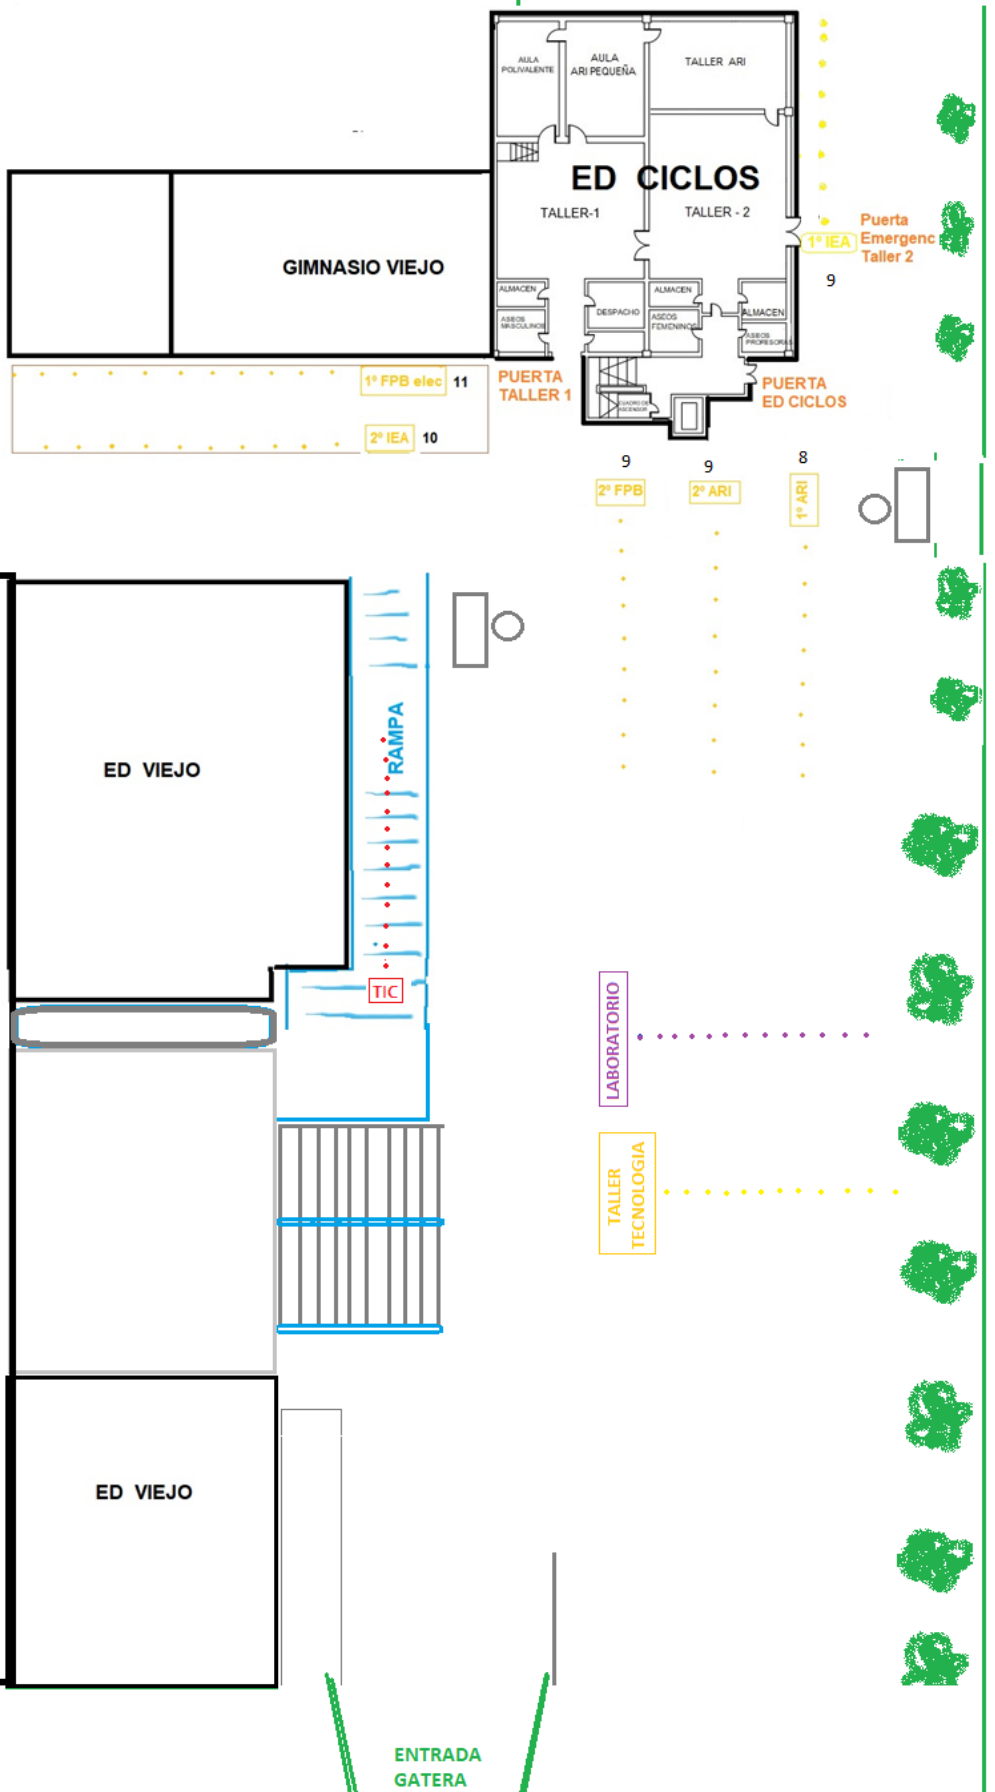 AULA
POLIVALENTE
AULA
ARI PEQUEÑA
TALLER ARI
ED CICLOS
TALLER-1
TALLER - 2
Puerta
Emergenc
Taller 2
1º IEA
9
GIMNASIO VIEJO
ALMACEN
ASEOS
MASCULINOS
DESPACHO
ALMACEN
ASEOS
FEMENINOS
ALMACEN
ASEOS
PROFESORAS
1º FPB elec 11
PUERTA
TALLER 1
PUERTA
ED CICLOS
CUADRO DE
ASCENSOR
2º IEA 10
9
9
8
2º FPB
2º ARI
1º ARI
RAMPA
ED VIEJO
TIC
LABORATORIO
TALLER
TECNOLOGIA
ED VIEJO
ENTRADA
GATERA